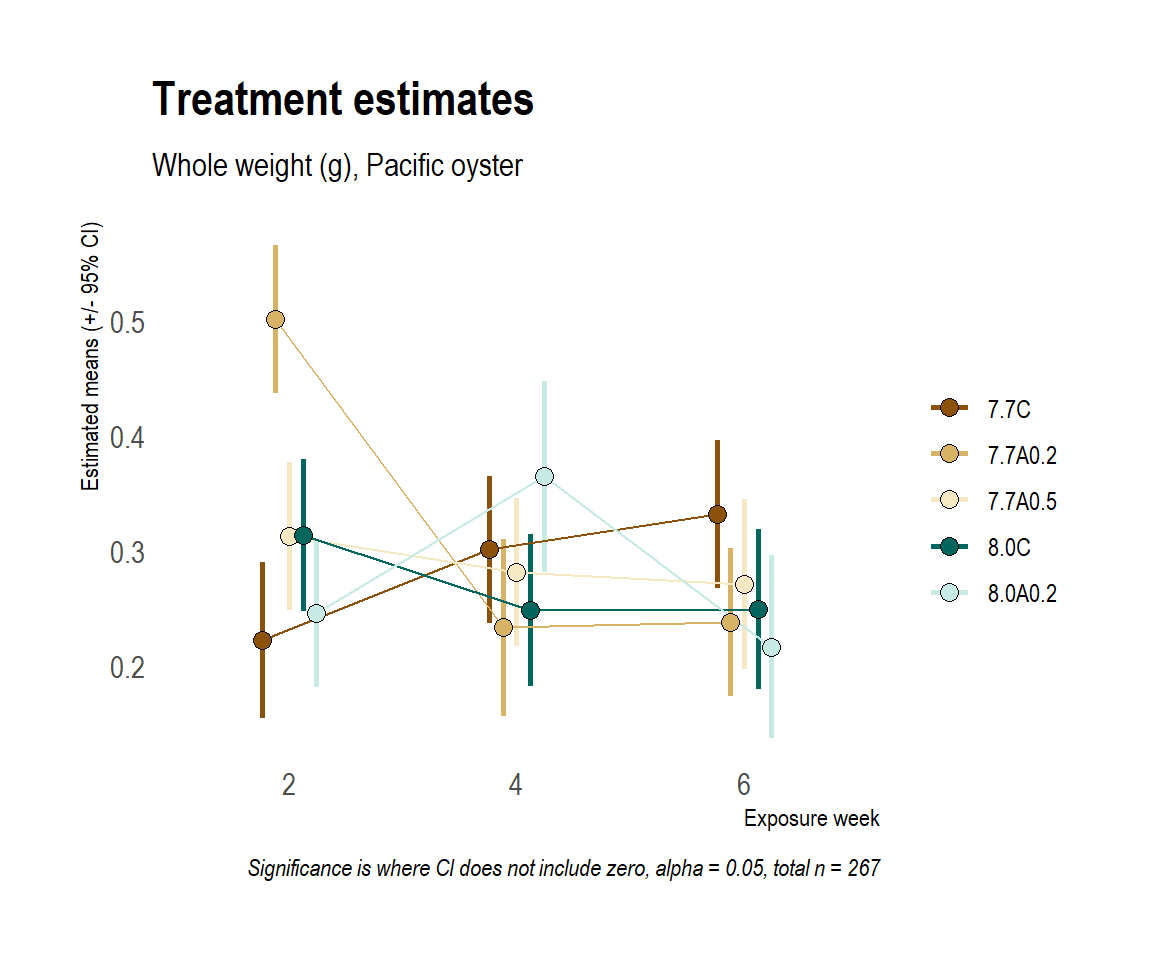 Treatment estimates
Whole weight (g), Pacific oyster
Estimated means (+/- 95% CI)
0.5
0.4
0.3
0.2
2
4
6
Exposure week
7.7C
7.7A0.2
7.7A0.5
8.0C
8.0A0.2
Significance is where CI does not include zero, alpha = 0.05, total n = 267